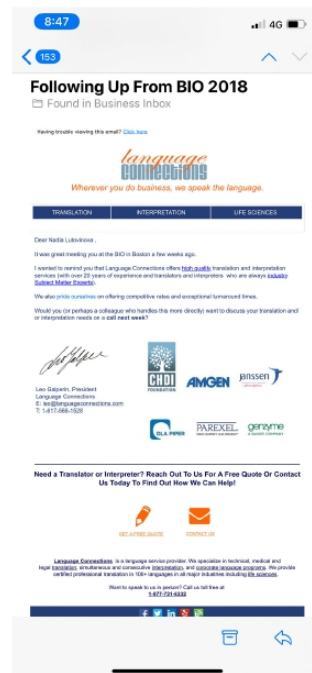 8:47
4G
153
Following Up From BIO 2018
Found in Business Inbox
Having trouble viewing this email? Click here
language
connections
Wherever you do business, we speak the language.
TRANSLATION INTERPRETATION LIFE SCIENCES
Dear Nadia Lutovinova ,
It was great meeting you at the BIO in Boston a few weeks ago.
I wanted to remind you that Language Connections offers high quality translation and interpretation
services (with over 20 years of experience and translators and interpreters who are always industry
Subject Matter Experts).
We also pride ourselves on offering competitive rates and exceptional turnaround times.
Would you (or perhaps a colleague who handles this more directly) want to discuss your translation and
or interpretation needs on a call next week?
Leo Galperin, President
Language Connections
E: leo@languageconnections.com
T: 1-617-566-1528
CHDI
FOUNDATION
AMGEN
janssen
DLA PIPER
PAREXEL
genzyme
A SANOFI COMPANY
Need a Translator or Interpreter? Reach Out To Us For A Free Quote Or Contact
Us Today To Find Out How We Can Help!
GET A FREE QUOTE CONTACT US
Language Connections is a language service provider. We specialize in technical, medical and
legal translation, simultaneous and consecutive interpretation, and corporate language programs. We provide
certified professional translation in 100+ languages in all major industries including life sciences.
Want to speak to us in person? Call us toll free at
1-877-731-6332